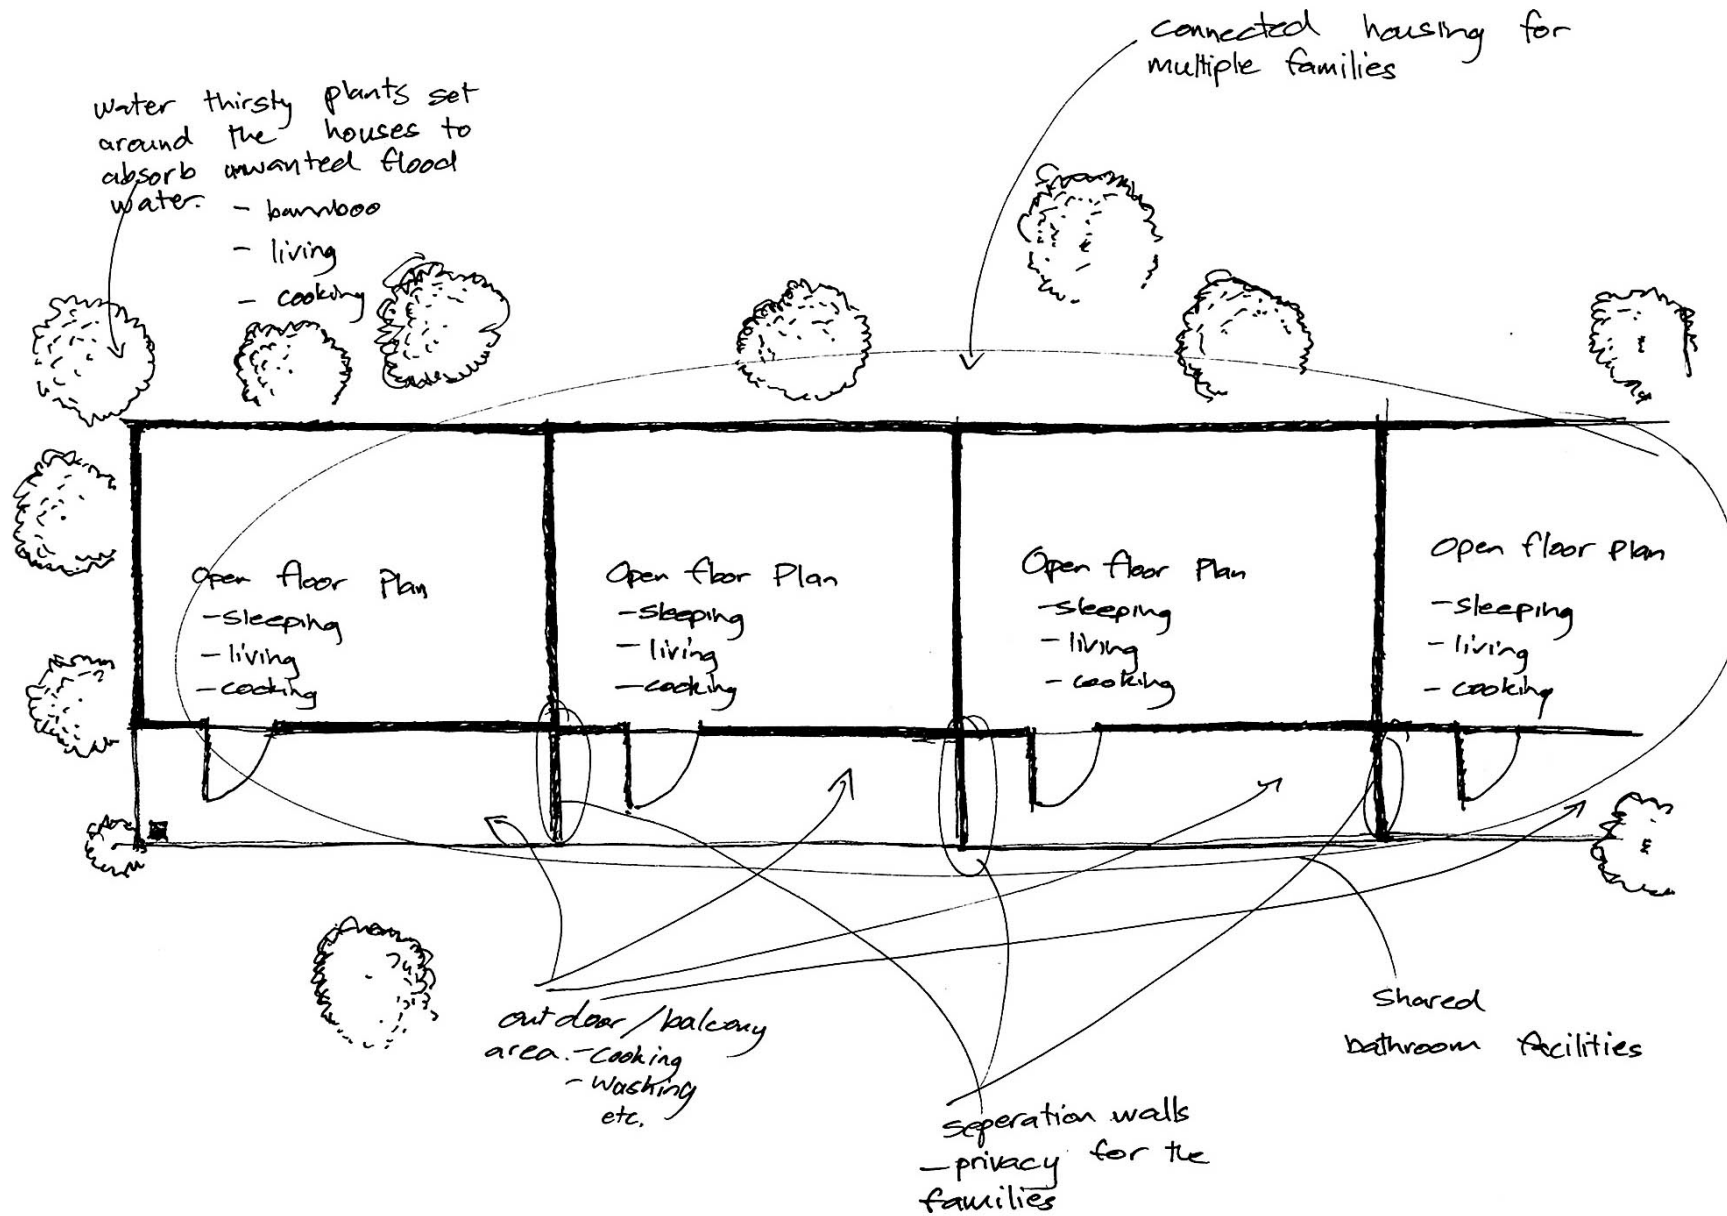 connected housing for
multiple families
water thirsty plants set
around the houses to
absorb unwanted flood
water.
- bamboo
- living
- cooking
Open floor Plan
- sleeping
- living
- cooking
Open floor Plan
- sleeping
- living
- cooking
Open floor Plan
- sleeping
- living
- cooking
Open floor Plan
- sleeping
- living
- cooking
outdoor/balcony
area. - cooking
- washing
etc.
seperation walls
- privacy for the
families
shared
bathroom facilities